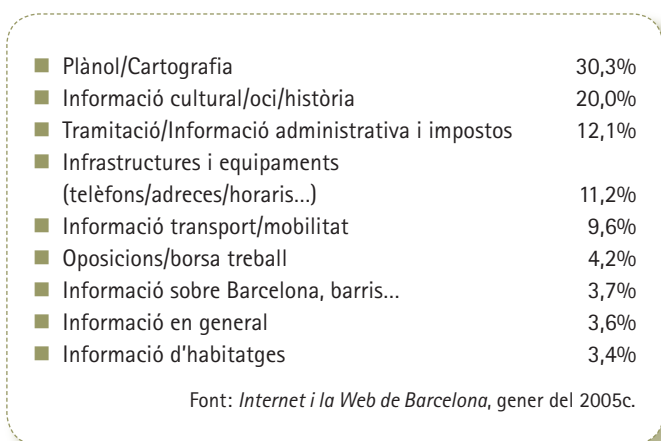 Plànol/Cartografia 30,3%
Informació cultural/oci/història 20,0%
Tramitació/Informació administrativa i impostos 12,1%
Infrastructures i equipaments
(telèfons/adreces/horaris...) 11,2%
Informació transport/mobilitat 9,6%
Oposicions/borsa treball 4,2%
Informació sobre Barcelona, barris... 3,7%
Informació en general 3,6%
Informació d'habitatges 3,4%
Font: Internet i la Web de Barcelona, gener del 2005c.